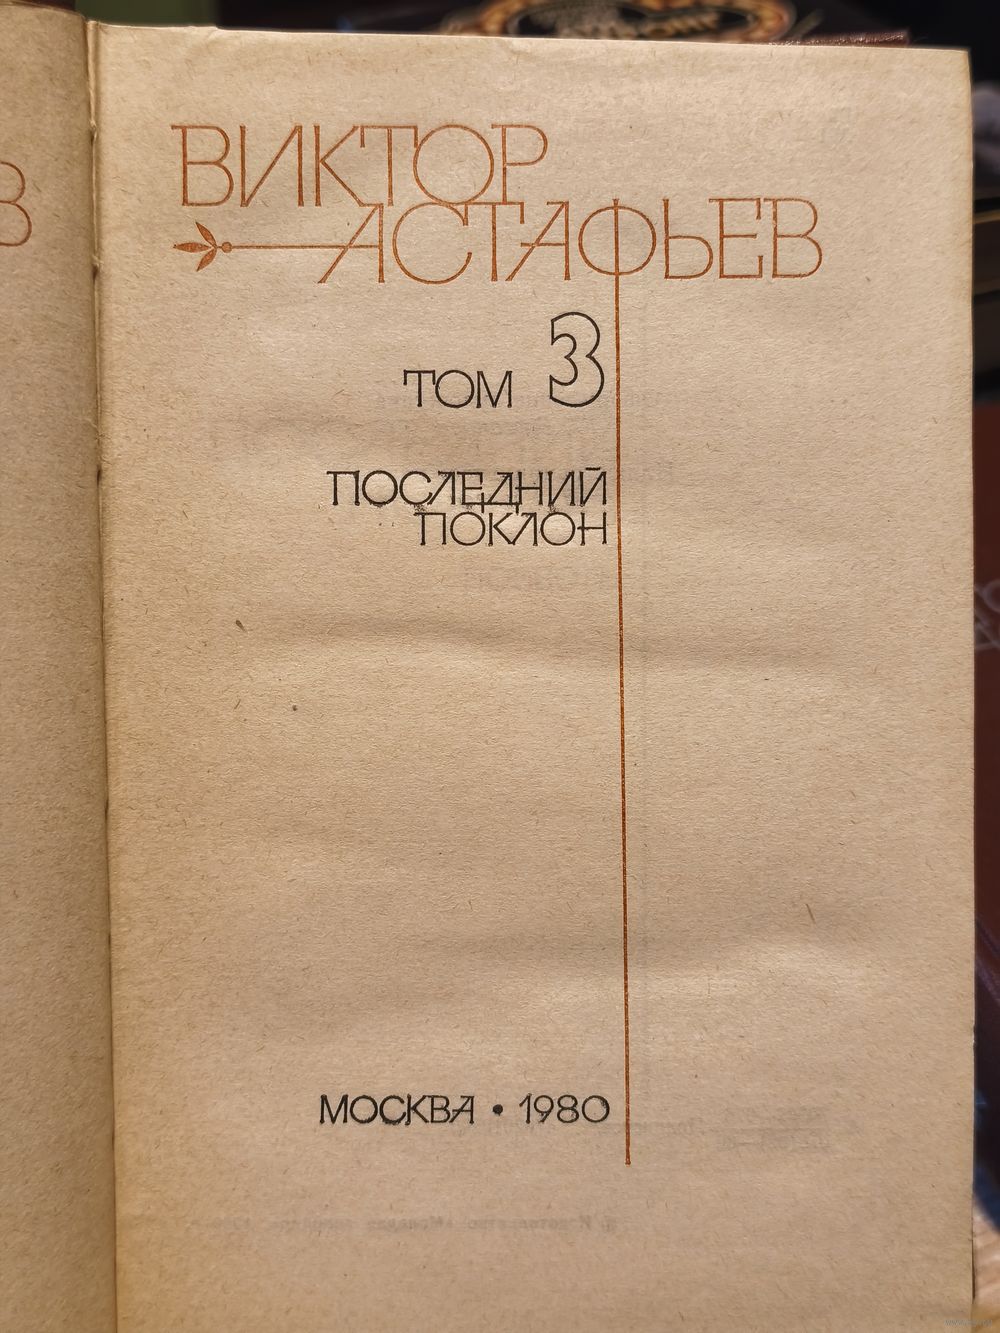 В
ВИКТОР
АСТАФЬЕВ
ТОМ 3
ПОСЛЕДНИЙ
ПОКЛОН
МОСКВА • 1980